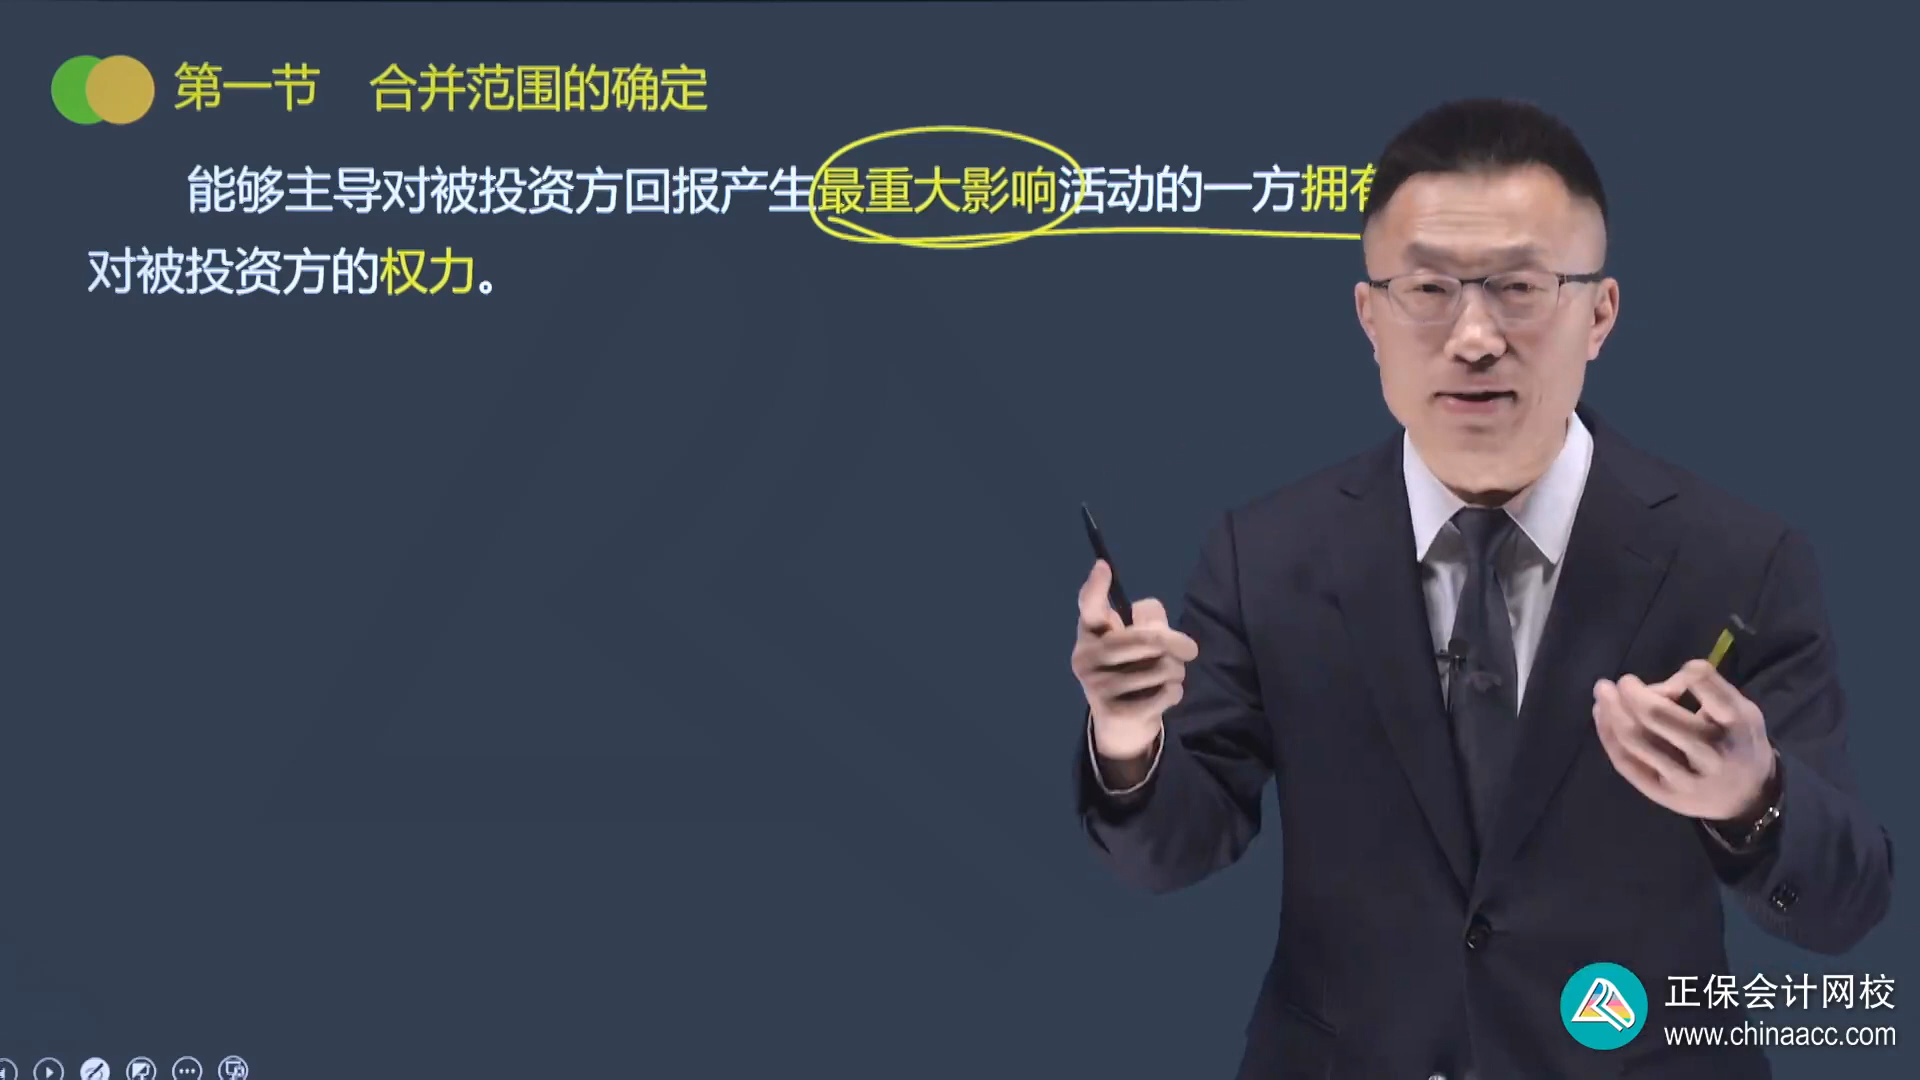 第一节 合并范围的确定
能够主导对被投资方回报产生最重大影响活动的一方拥有
对被投资方的权力。
正保会计网校
www.chinaacc.com